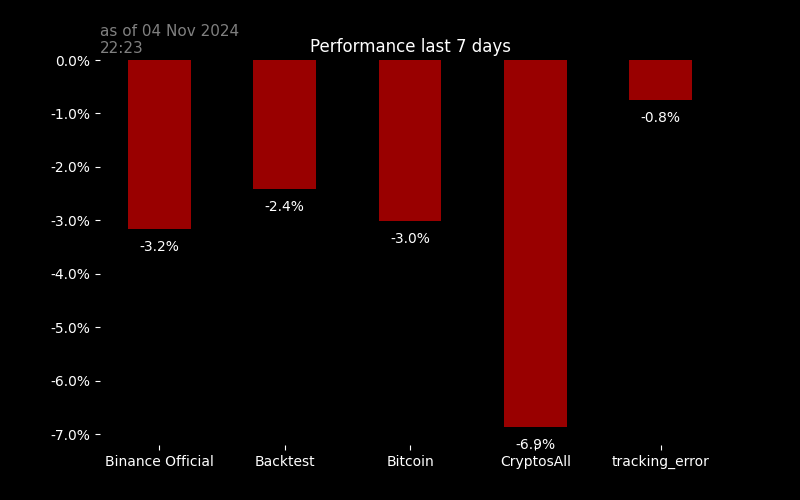 as of 04 Nov 2024
22:23
Performance last 7 days
0.0%
-1.0%
-2.0%
-3.0%
-4.0%
-5.0%
-6.0%
-7.0%
-3.2%
-2.4%
-3.0%
-6.9%
-0.8%
Binance Official
Backtest
Bitcoin
CryptosAll
tracking_error